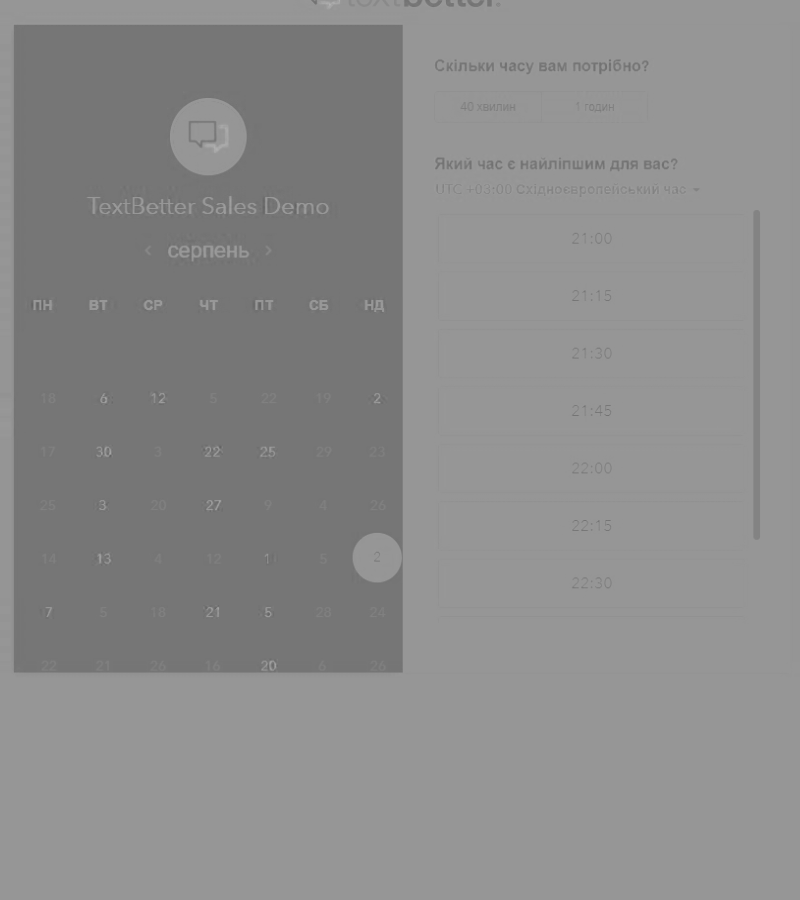 textbetter.
TextBetter Sales Demo
‹ серпень ›
ПН ВТ СР ЧТ ПТ СБ НД
18 6 12 5 22 19 2
17 30 3 22 25 29 23
25 3 20 27 9 4 26
14 13 4 12 1 5 2
7 5 18 21 5 28 24
22 21 26 16 20 6 26
Скільки часу вам потрібно?
40 хвилин 1 годин
Який час є найліпшим для вас?
UTC +03:00 Східноєвропейський час
21:00
21:15
21:30
21:45
22:00
22:15
22:30